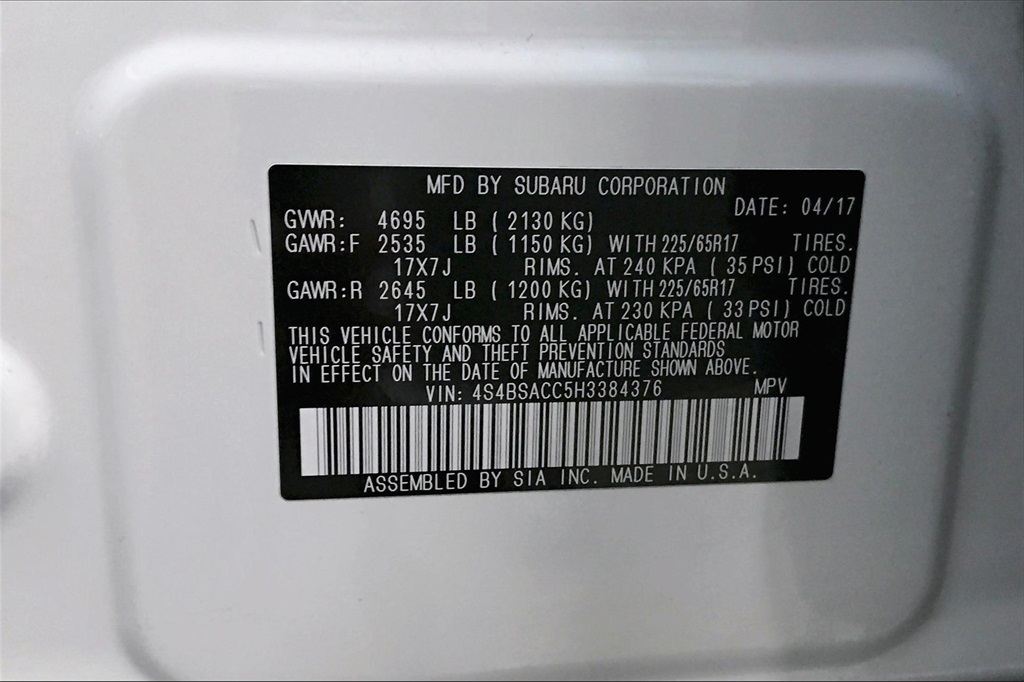 MFD BY SUBARU CORPORATION
DATE: 04/17
GVWR: 4695 LB ( 2130 KG)
GAWR:F 2535 LB ( 1150 KG) WITH 225/65R17 TIRES.
17X7J RIMS. AT 240 KPA ( 35 PSI) COLD
GAWR:R 2645 LB ( 1200 KG) WITH 225/65R17 TIRES.
17X7J RIMS. AT 230 KPA ( 33 PSI) COLD
THIS VEHICLE CONFORMS TO ALL APPLICABLE FEDERAL MOTOR
VEHICLE SAFETY AND THEFT PREVENTION STANDARDS
IN EFFECT ON THE DATE OF MANUFACTURE SHOWN ABOVE.
VIN: 4S4BSACC5H3384376 MPV
ASSEMBLED BY SIA INC. MADE IN U.S.A.